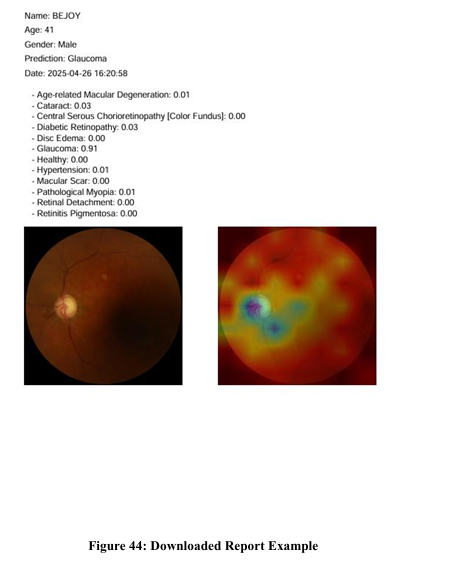 Name: BEJOY
Age: 41
Gender: Male
Prediction: Glaucoma
Date: 2025-04-26 16:20:58
- Age-related Macular Degeneration: 0.01
- Cataract: 0.03
- Central Serous Chorioretinopathy [Color Fundus]: 0.00
- Diabetic Retinopathy: 0.03
- Disc Edema: 0.00
- Glaucoma: 0.91
- Healthy: 0.00
- Hypertension: 0.01
- Macular Scar: 0.00
- Pathological Myopia: 0.01
- Retinal Detachment: 0.00
- Retinitis Pigmentosa: 0.00
Figure 44: Downloaded Report Example